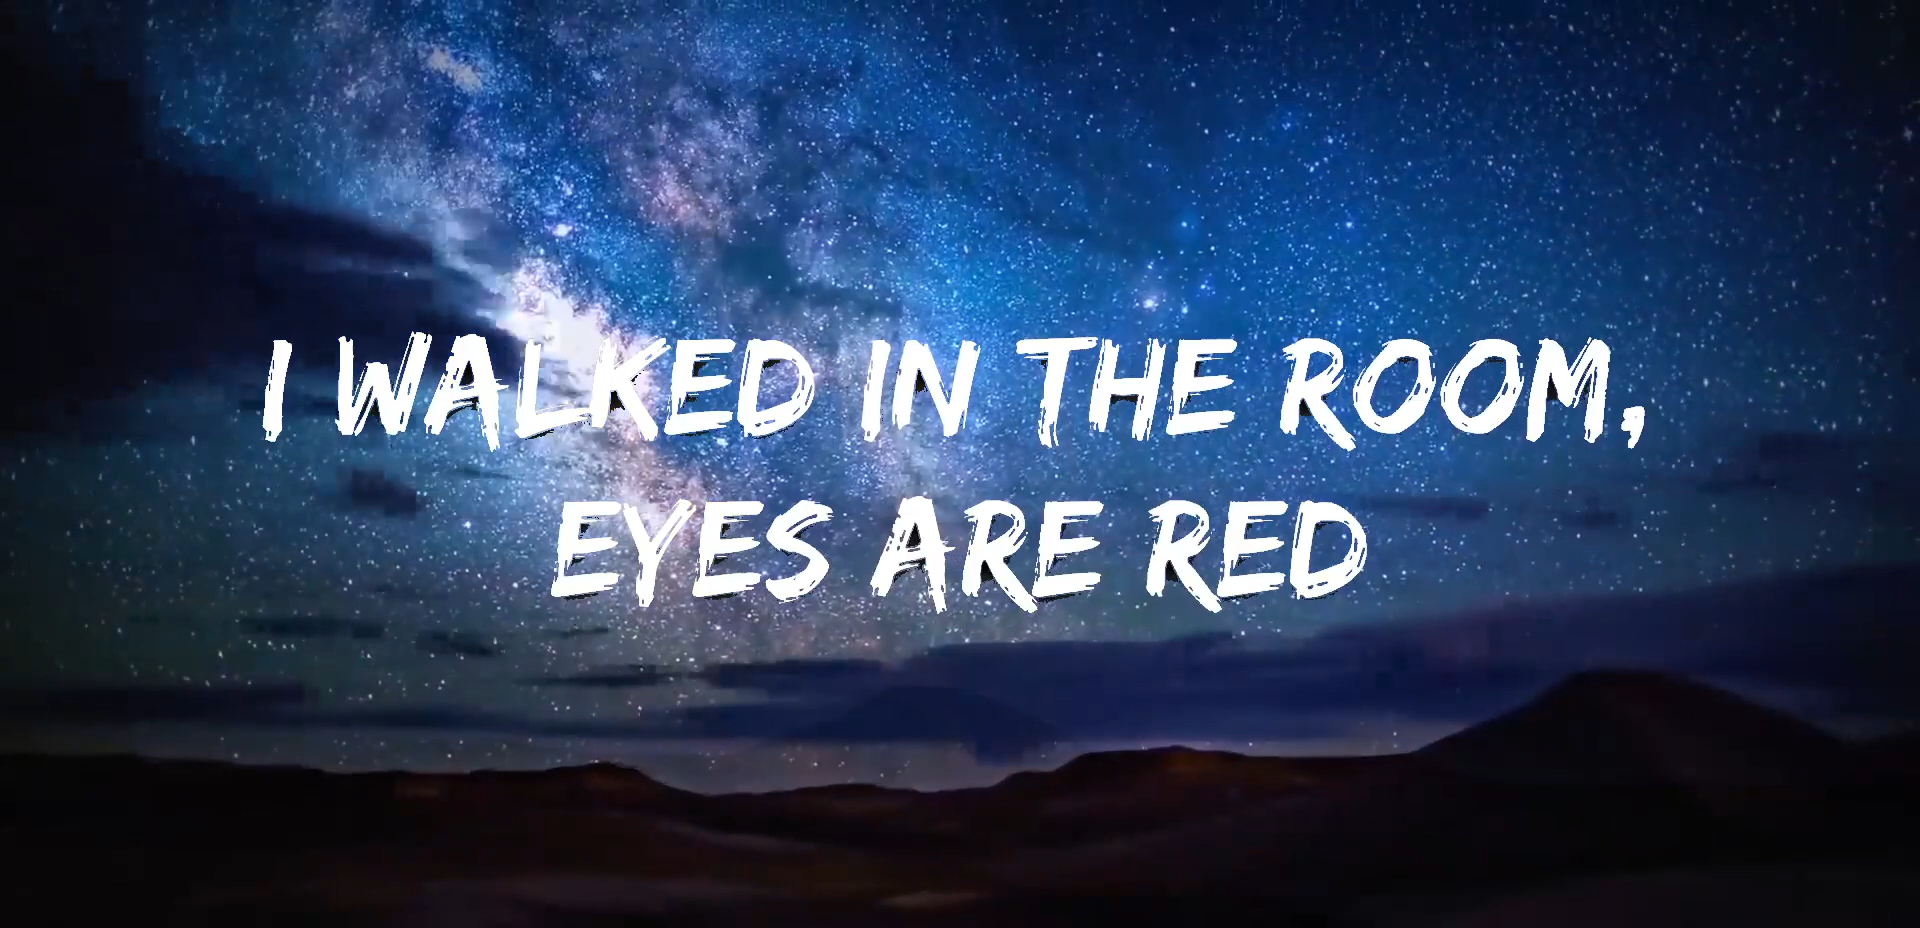 I WALKED IN THE ROOM,
EYES ARE RED